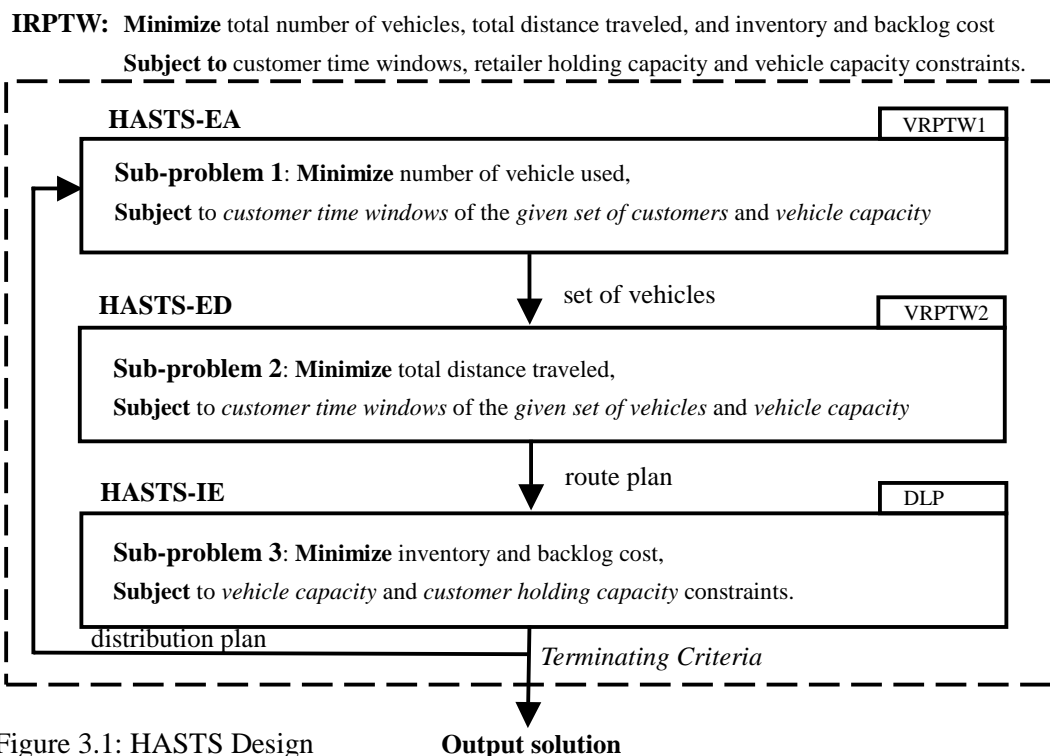 IRPTW: Minimize total number of vehicles, total distance traveled, and inventory and backlog cost
Subject to customer time windows, retailer holding capacity and vehicle capacity constraints.
HASTS-EA
VRPTW1
Sub-problem 1: Minimize number of vehicle used,
Subject to customer time windows of the given set of customers and vehicle capacity
set of vehicles
HASTS-ED
VRPTW2
Sub-problem 2: Minimize total distance traveled,
Subject to customer time windows of the given set of vehicles and vehicle capacity
route plan
HASTS-IE
DLP
Sub-problem 3: Minimize inventory and backlog cost,
Subject to vehicle capacity and customer holding capacity constraints.
distribution plan
Terminating Criteria
Figure 3.1: HASTS Design
Output solution